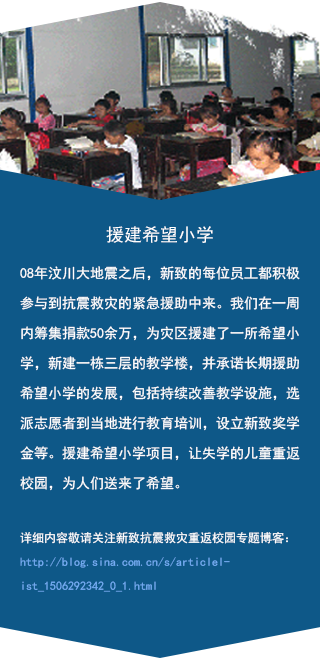 援建希望小学
08年汶川大地震之后，新致的每位员工都积极
参与到抗震救灾的紧急援助中来。我们在一周
内筹集捐款50余万，为灾区援建了一所希望小
学，新建一栋三层的教学楼，并承诺长期援助
希望小学的发展，包括持续改善教学设施，选
派志愿者到当地进行教育培训，设立新致奖学
金等。援建希望小学项目，让失学的儿童重返
校园，为人们送来了希望。
详细内容敬请关注新致抗震救灾重返校园专题博客：
http://blog.sina.com.cn/s/articlel-
ist_1506292342_0_1.html